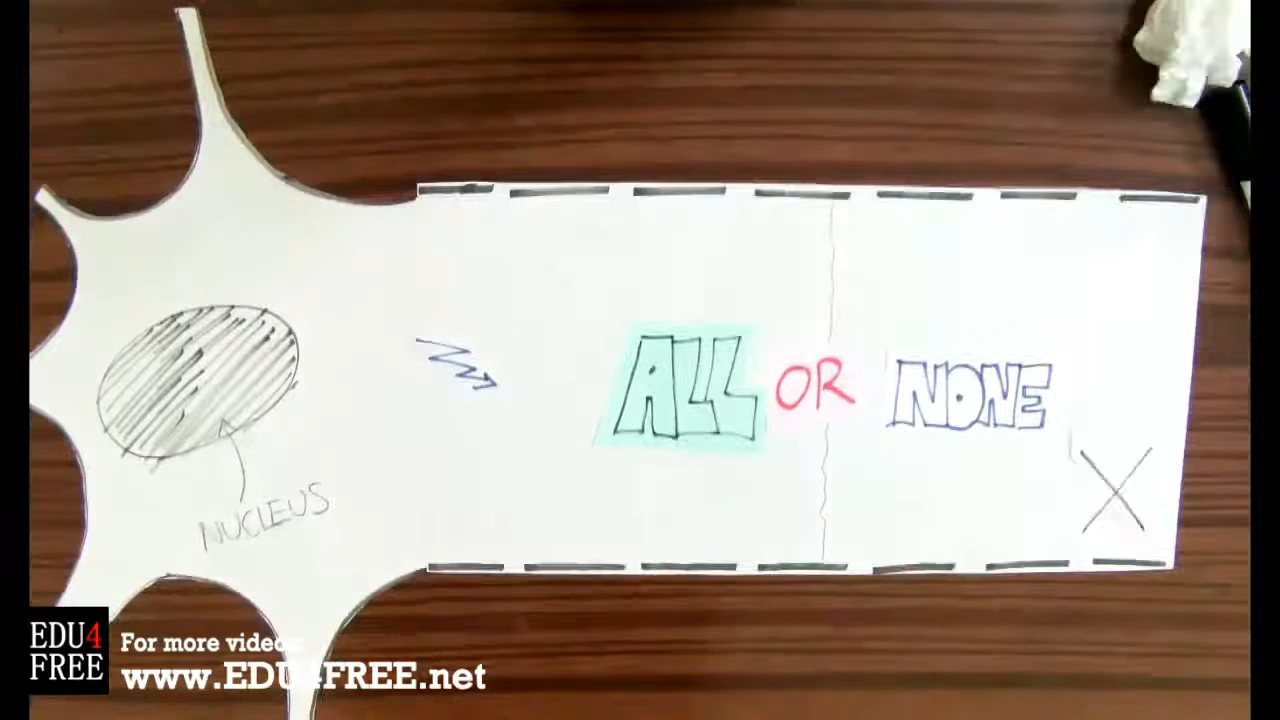 ALL OR NONE
NUCLEUS
X
EDU4
FREE
For more videos
www.EDU4FREE.net